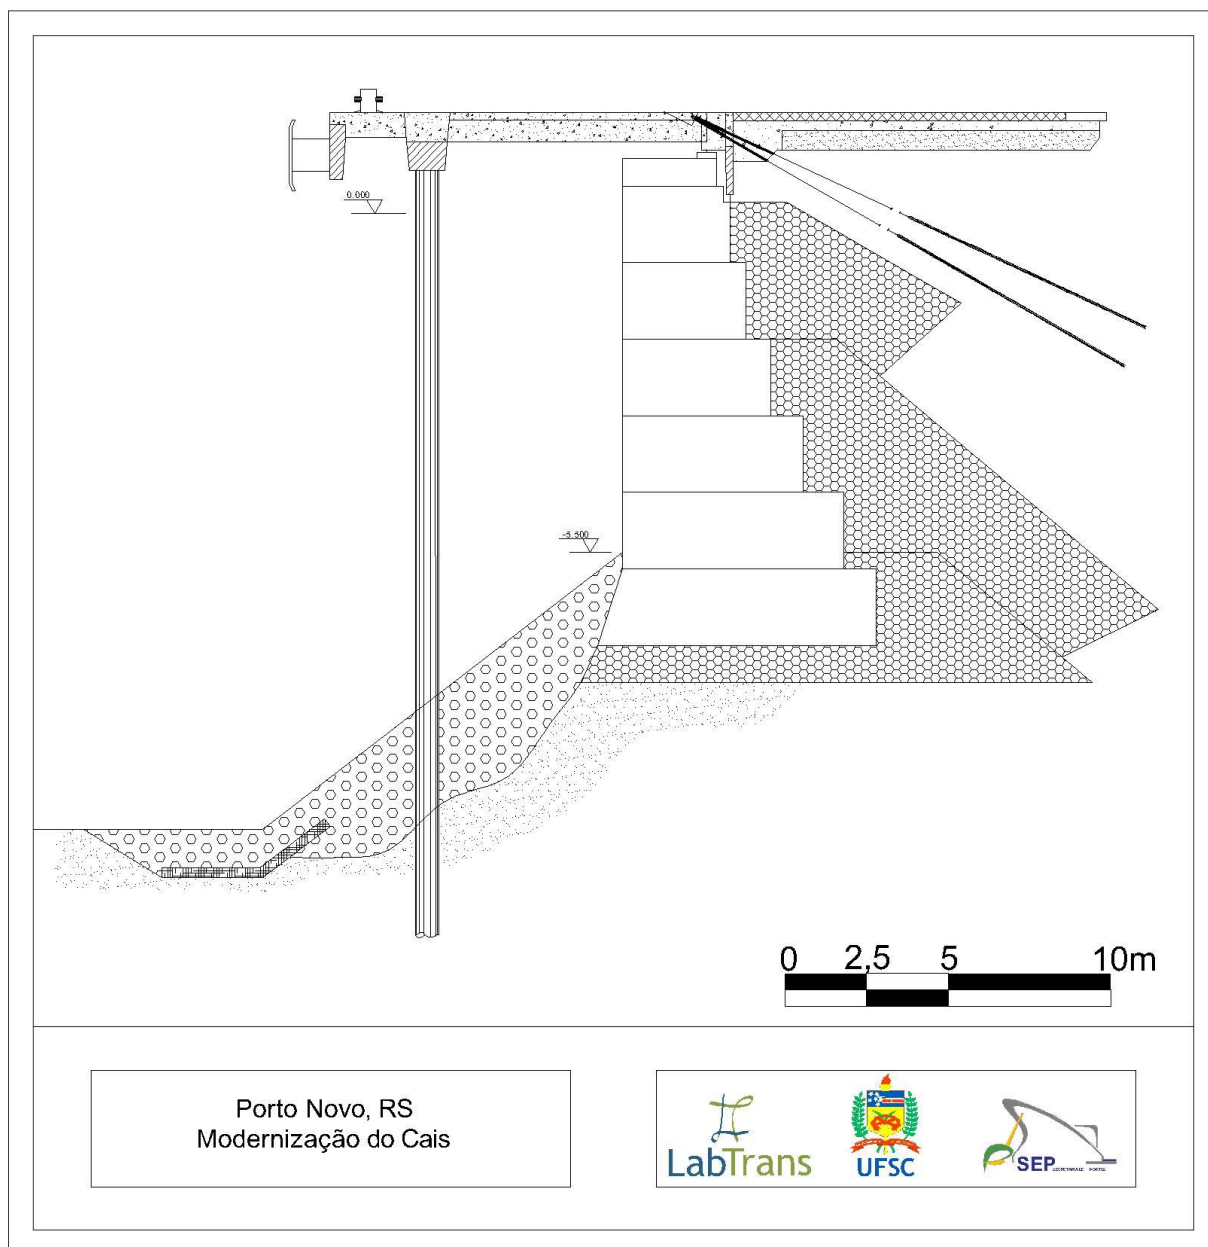 0.000
-5.500
0 2,5 5 10m
Porto Novo, RS
Modernização do Cais
LabTrans
UFSC
SEP